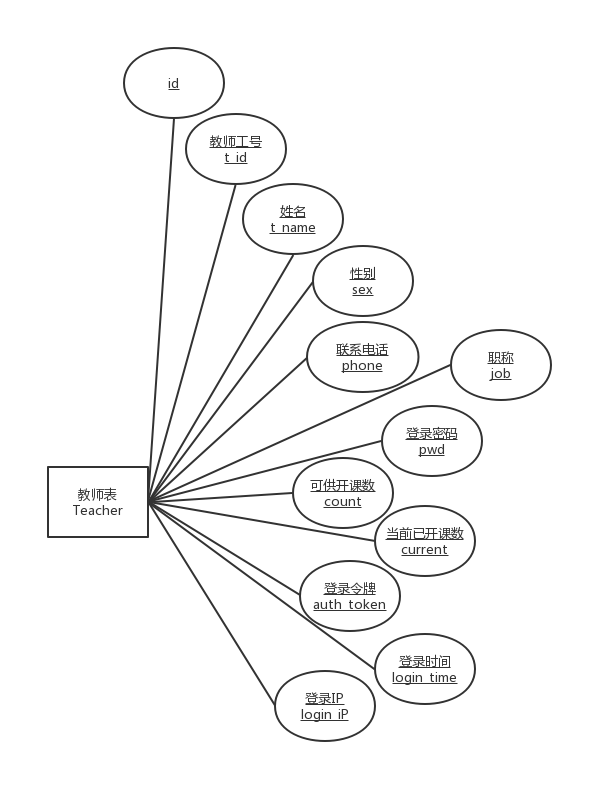 id
教师工号
t_id
姓名
t_name
性别
sex
联系电话
phone
职称
job
登录密码
pwd
教师表
Teacher
可供开课数
count
当前已开课数
current
登录令牌
auth_token
登录时间
login_time
登录IP
login_iP